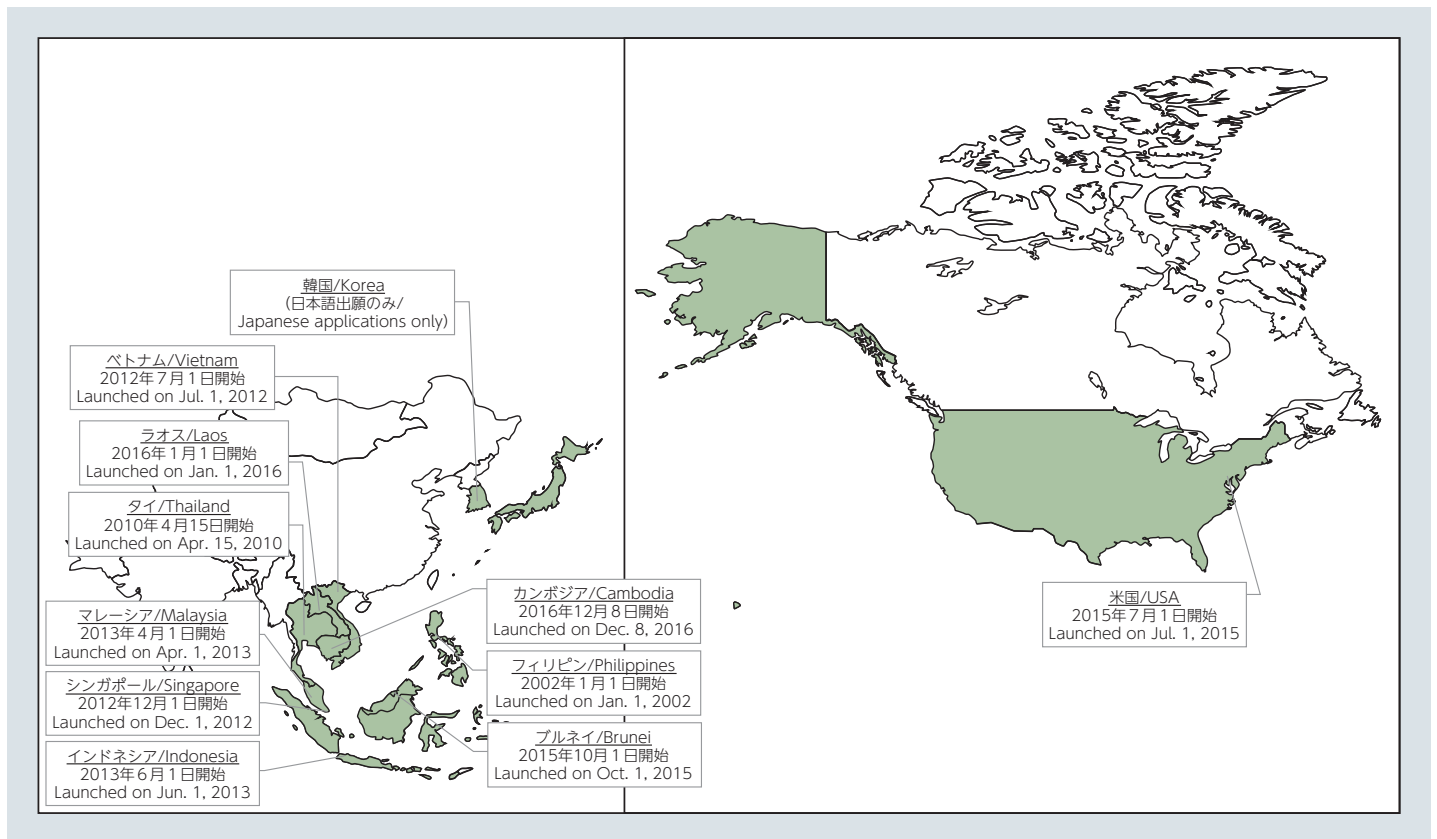 韓国/Korea
(日本語出願のみ/
Japanese applications only)
ベトナム/Vietnam
2012年7月1日開始
Launched on Jul. 1, 2012
ラオス/Laos
2016年1月1日開始
Launched on Jan. 1, 2016
タイ/Thailand
2010年4月15日開始
Launched on Apr. 15, 2010
マレーシア/Malaysia
2013年4月1日開始
Launched on Apr. 1, 2013
シンガポール/Singapore
2012年12月1日開始
Launched on Dec. 1, 2012
インドネシア/Indonesia
2013年6月1日開始
Launched on Jun. 1, 2013
カンボジア/Cambodia
2016年12月8日開始
Launched on Dec. 8, 2016
フィリピン/Philippines
2002年1月1日開始
Launched on Jan. 1, 2002
ブルネイ/Brunei
2015年10月1日開始
Launched on Oct. 1, 2015
米国/USA
2015年7月1日開始
Launched on Jul. 1, 2015